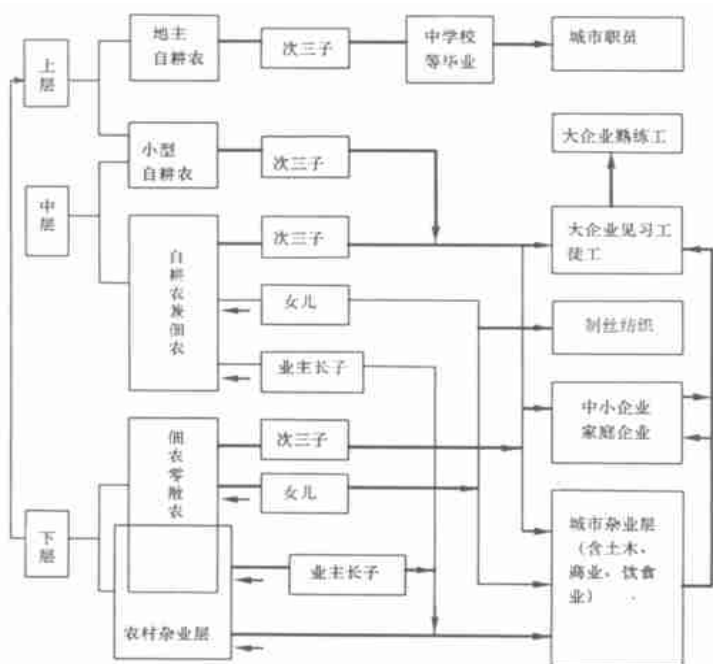 地主
自耕农
次三子
中学校
等毕业
城市职员
上
层
小型
自耕农
次三子
大企业熟练工
中
层
自
耕
农
兼
佃
农
次三子
大企业见习工
徒工
女儿
制丝纺织
业主长子
中小企业
家庭企业
佃
农
零
散
农
次三子
女儿
下
层
城市杂业层
（含土木、
商业、饮食
业）
业主长子
农村杂业层